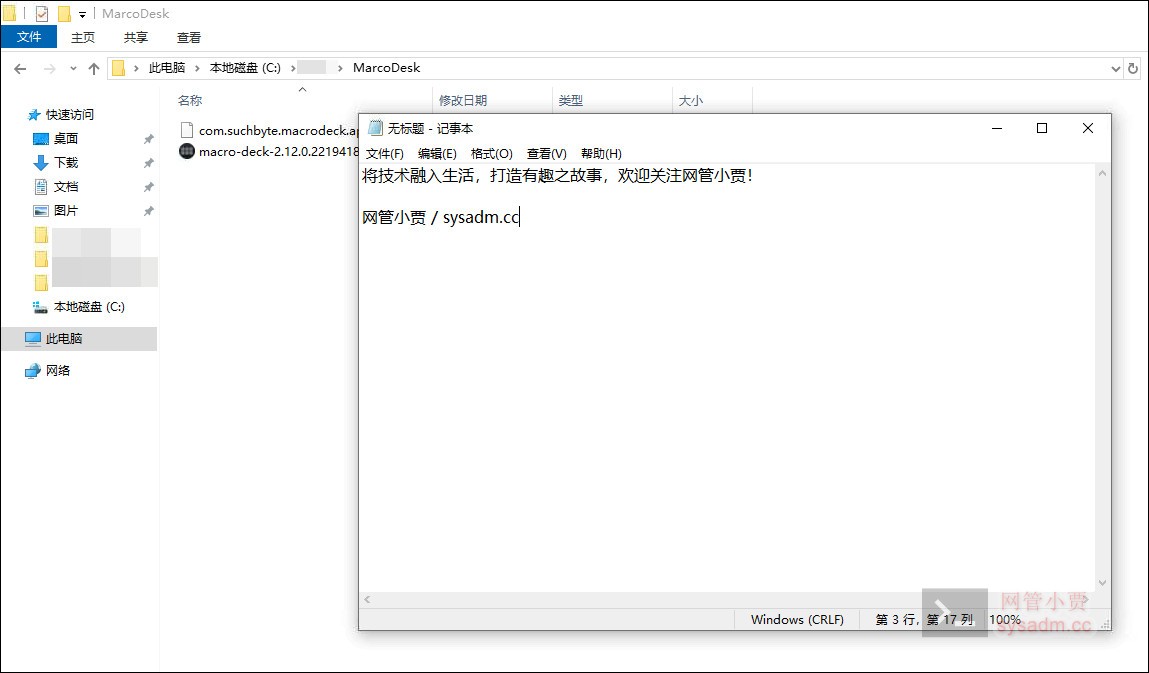 MarcoDesk
文件 主页 共享 查看
此电脑 本地磁盘 (C:) MarcoDesk
名称 修改日期 类型 大小
快速访问
桌面
下载
文档
图片
本地磁盘 (C:)
此电脑
网络
com.suchbyte.macrodeck.ap
macro-deck-2.12.0.2219418
无标题 - 记事本
文件(F) 编辑(E) 格式(O) 查看(V) 帮助(H)
将技术融入生活，打造有趣之故事，欢迎关注网管小贾！
网管小贾 / sysadm.cc
Windows (CRLF) 第 3 行，第 17 列 100%
网管小贾
sysadm.cc